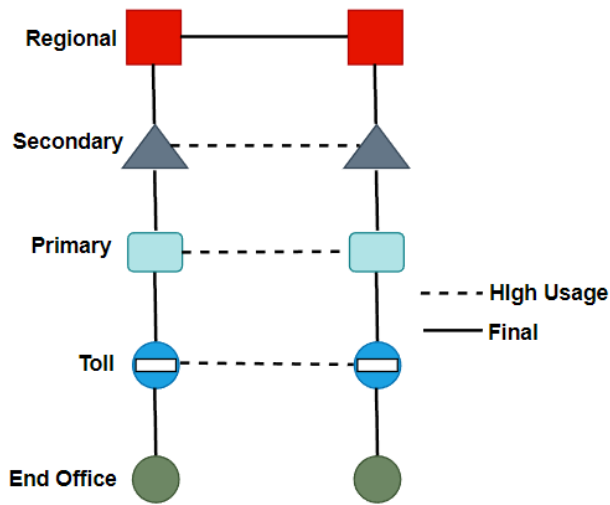 Regional
Secondary
Primary
HIgh Usage
Final
Toll
End Office